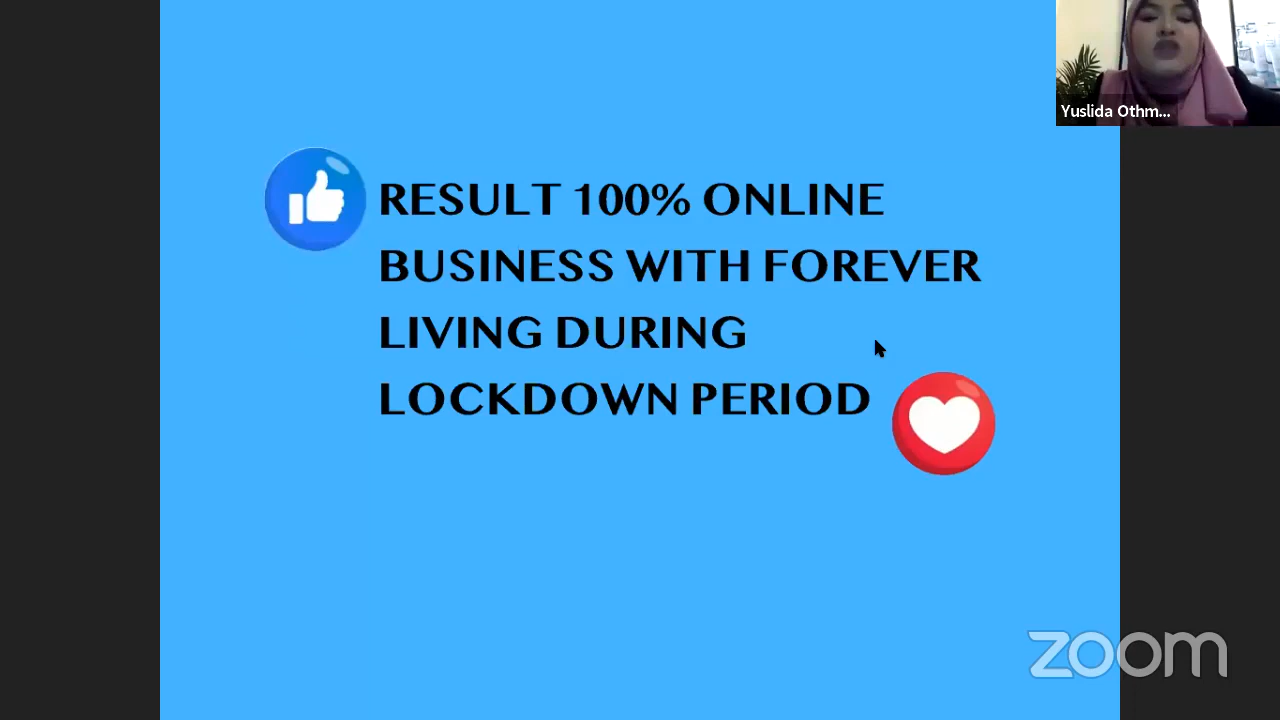 Yuslida Othm...
RESULT 100% ONLINE
BUSINESS WITH FOREVER
LIVING DURING
LOCKDOWN PERIOD
zoom